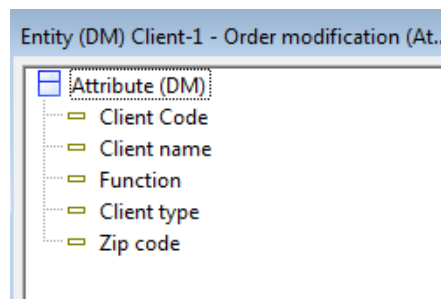 Entity (DM) Client-1 - Order modification (At..
Attribute (DM)
Client Code
Client name
Function
Client type
Zip code